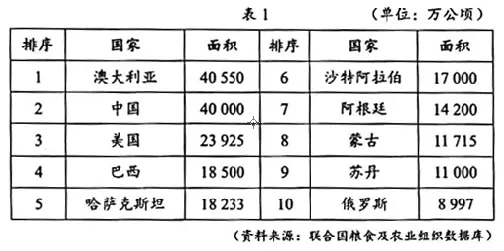 表1 (单位：万公顷)
排序 国家 面积 排序 国家 面积
1 澳大利亚 40 550 6 沙特阿拉伯 17 000
2 中国 40 000 7 阿根廷 14 200
3 美国 23 925 8 蒙古 11 715
4 巴西 18 500 9 苏丹 11 000
5 哈萨克斯坦 18 233 10 俄罗斯 8 997
(资料来源：联合国粮食及农业组织数据库)